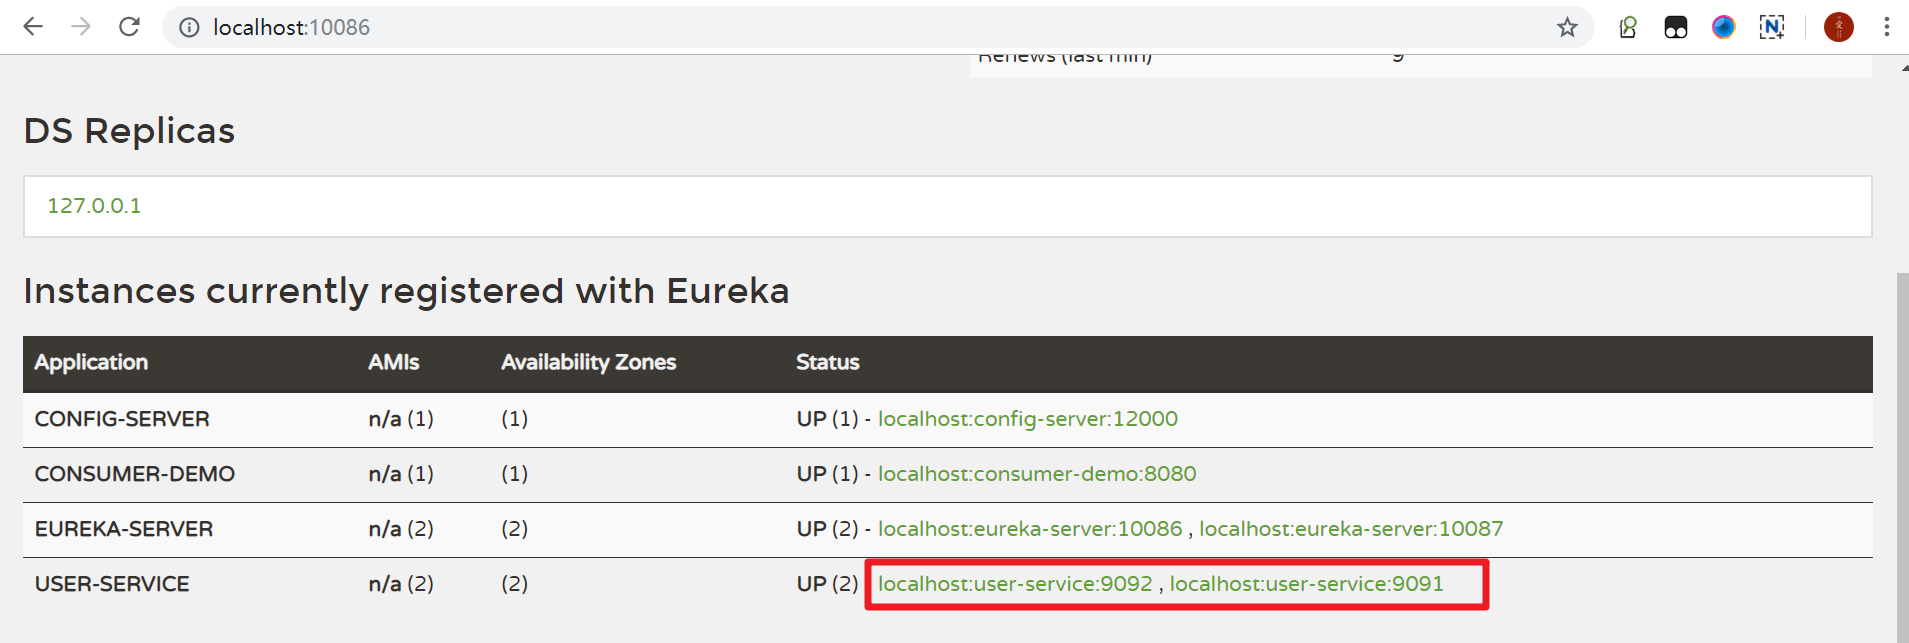 localhost:10086
Renews (last min) 9
DS Replicas
127.0.0.1
Instances currently registered with Eureka
Application AMIs Availability Zones Status
CONFIG-SERVER n/a (1) (1) UP (1) - localhost:config-server:12000
CONSUMER-DEMO n/a (1) (1) UP (1) - localhost:consumer-demo:8080
EUREKA-SERVER n/a (2) (2) UP (2) - localhost:eureka-server:10086 , localhost:eureka-server:10087
USER-SERVICE n/a (2) (2) UP (2) localhost:user-service:9092 , localhost:user-service:9091